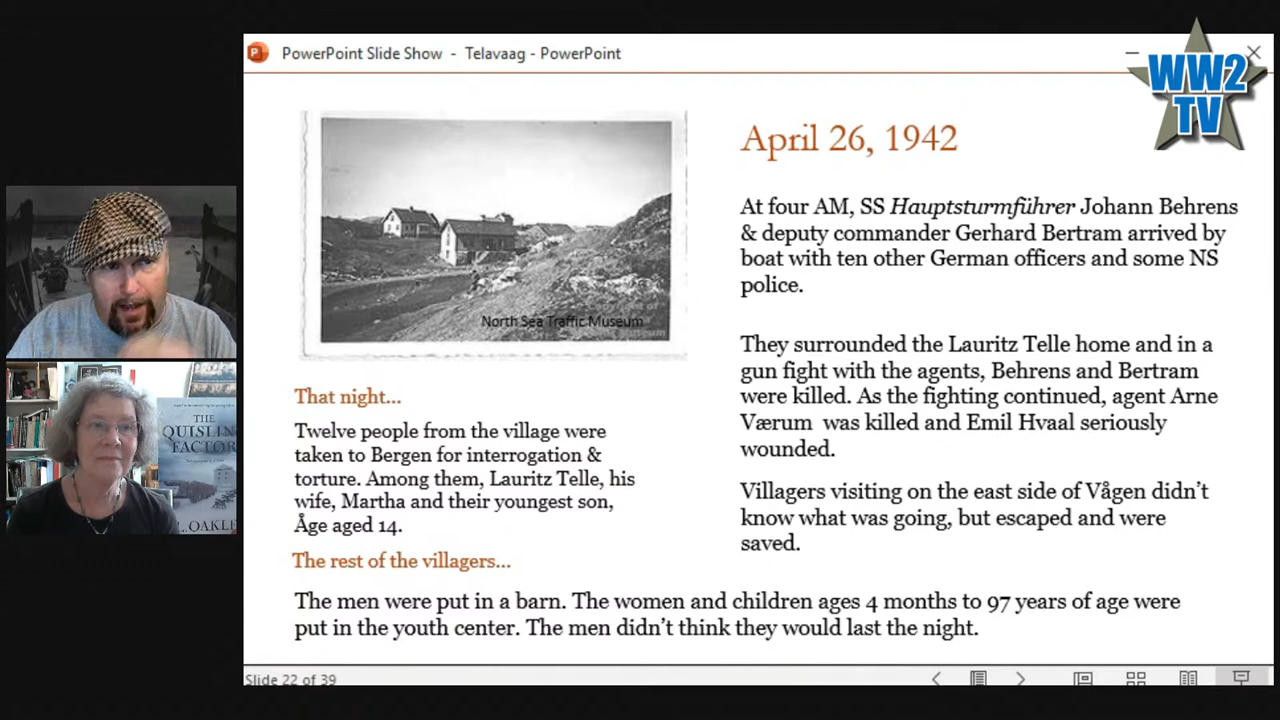 PowerPoint Slide Show - Telavaag - PowerPoint
WW2
TV
April 26, 1942
At four AM, SS Hauptsturmführer Johann Behrens
& deputy commander Gerhard Bertram arrived by
boat with ten other German officers and some NS
police.
They surrounded the Lauritz Telle home and in a
gun fight with the agents, Behrens and Bertram
were killed. As the fighting continued, agent Arne
Værum was killed and Emil Hvaal seriously
wounded.
Villagers visiting on the east side of Vågen didn't
know what was going, but escaped and were
saved.
North Sea Traffic Museum
That night...
Twelve people from the village were
taken to Bergen for interrogation &
torture. Among them, Lauritz Telle, his
wife, Martha and their youngest son,
Åge aged 14.
The rest of the villagers...
The men were put in a barn. The women and children ages 4 months to 97 years of age were
put in the youth center. The men didn't think they would last the night.
THE
QUISLING
FACTOR
OAKLE
Slide 22 of 39